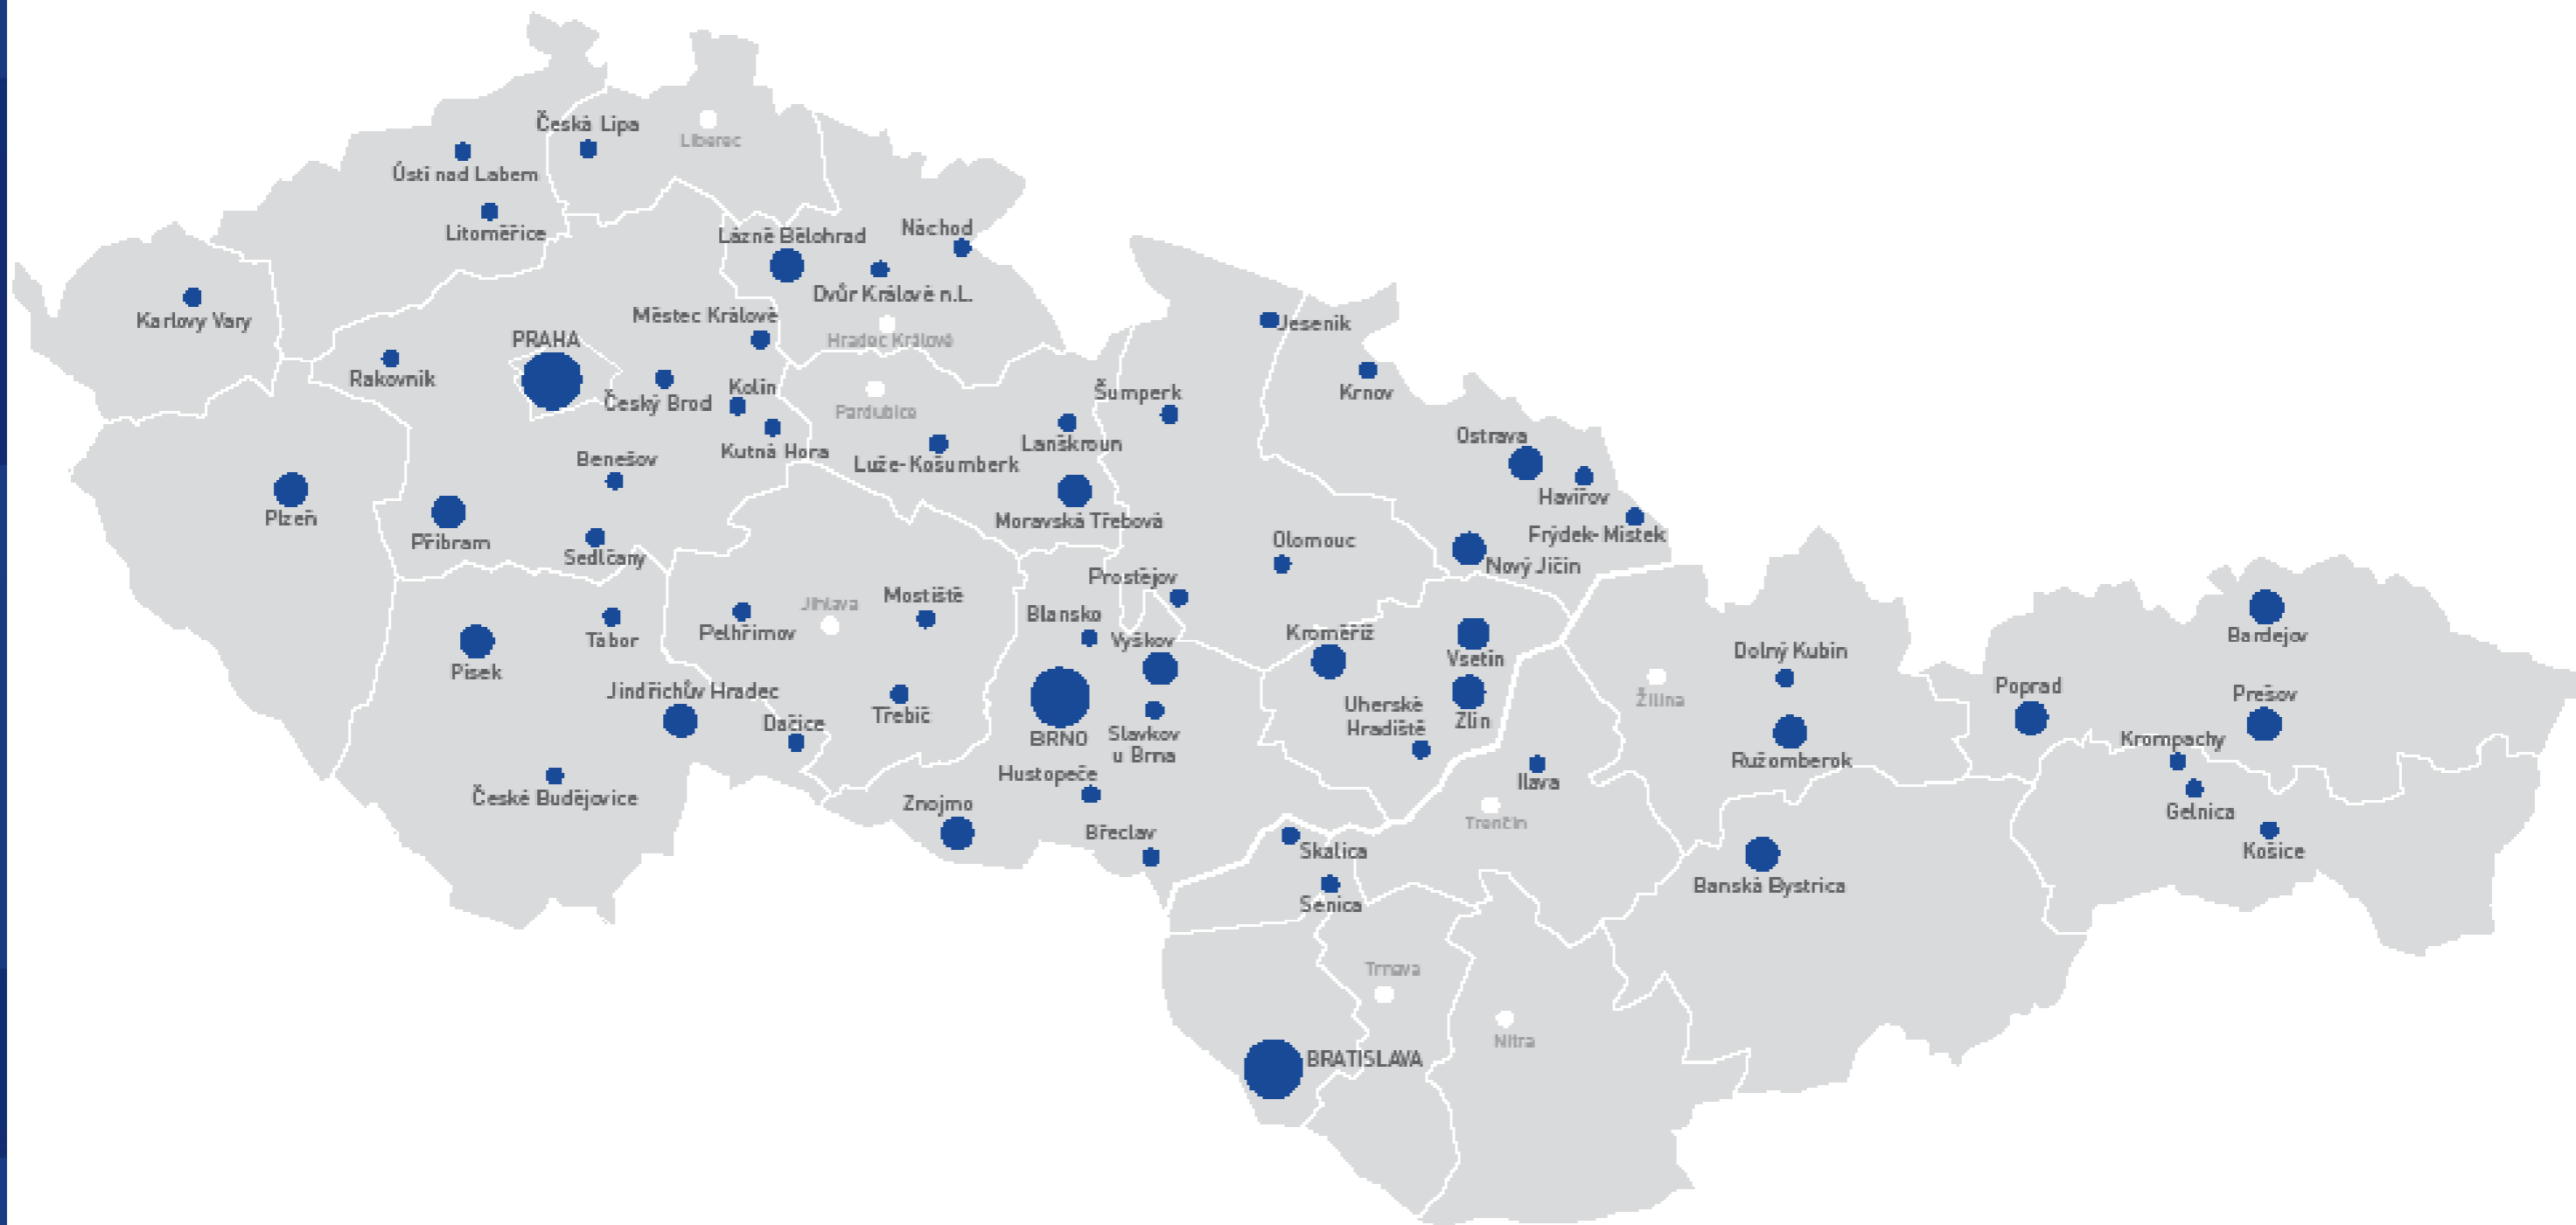 Česká Lípa
Liberec
Ústí nad Labem
Litoměřice
Lázně Bělohrad
Náchod
Dvůr Králové n.L.
Karlovy Vary
Městec Králové
Jeseník
PRAHA
Hradec Králové
Rakovník
Kolín
Český Brod
Šumperk
Krnov
Pardubice
Kutná Hora
Lanškroun
Ostrava
Benešov
Luže-Košumberk
Havířov
Plzeň
Moravská Třebová
Příbram
Frýdek-Místek
Olomouc
Sedlčany
Nový Jičín
Prostějov
Mostiště
Jihlava
Blansko
Pelhřimov
Tábor
Vyškov
Kroměříž
Vsetín
Bardejov
Dolný Kubín
Písek
Jindřichův Hradec
Poprad
Prešov
Žilina
Uherské
Hradiště
Třebíč
Dačice
Zlín
BRNO
Slavkov
u Brna
Krompachy
Ružomberok
Hustopeče
Ilava
České Budějovice
Znojmo
Gelnica
Trenčín
Břeclav
Skalica
Košice
Banská Bystrica
Senica
Trnava
Nitra
BRATISLAVA